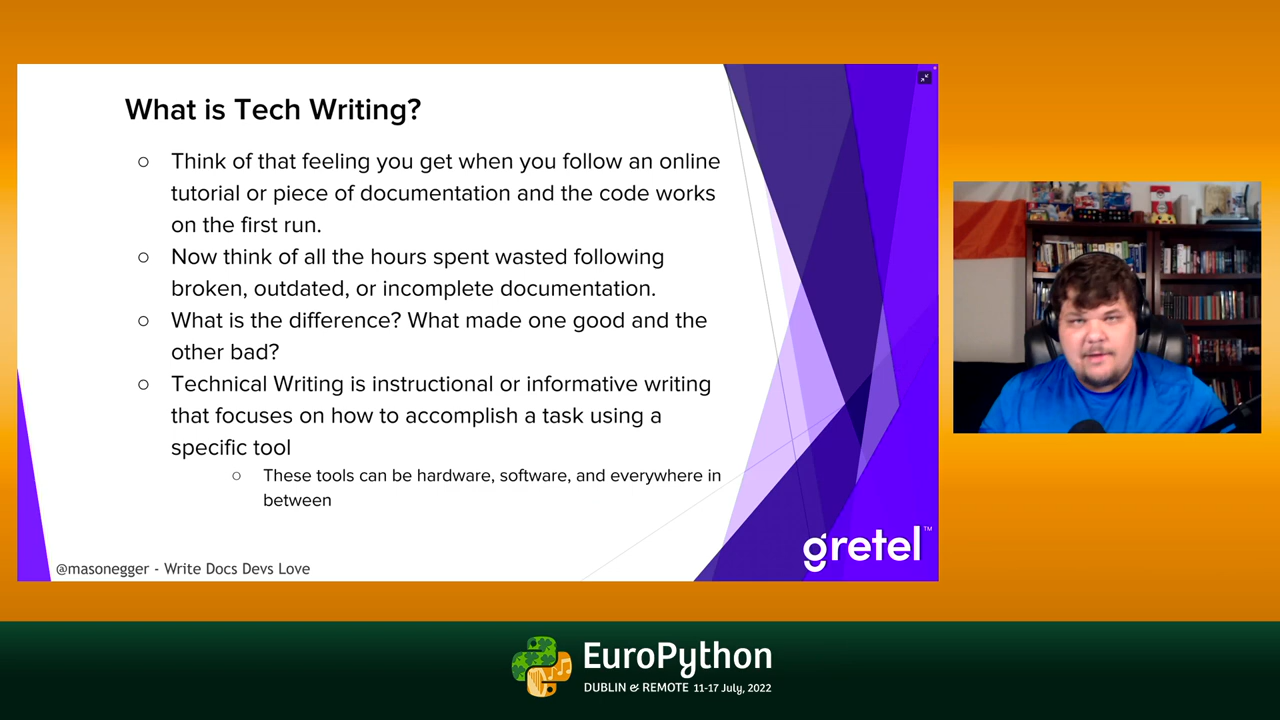 What is Tech Writing?
○ Think of that feeling you get when you follow an online
tutorial or piece of documentation and the code works
on the first run.
○ Now think of all the hours spent wasted following
broken, outdated, or incomplete documentation.
○ What is the difference? What made one good and the
other bad?
○ Technical Writing is instructional or informative writing
that focuses on how to accomplish a task using a
specific tool
○ These tools can be hardware, software, and everywhere in
between
gretel™
@masonegger - Write Docs Devs Love
EuroPython
DUBLIN & REMOTE 11-17 July, 2022